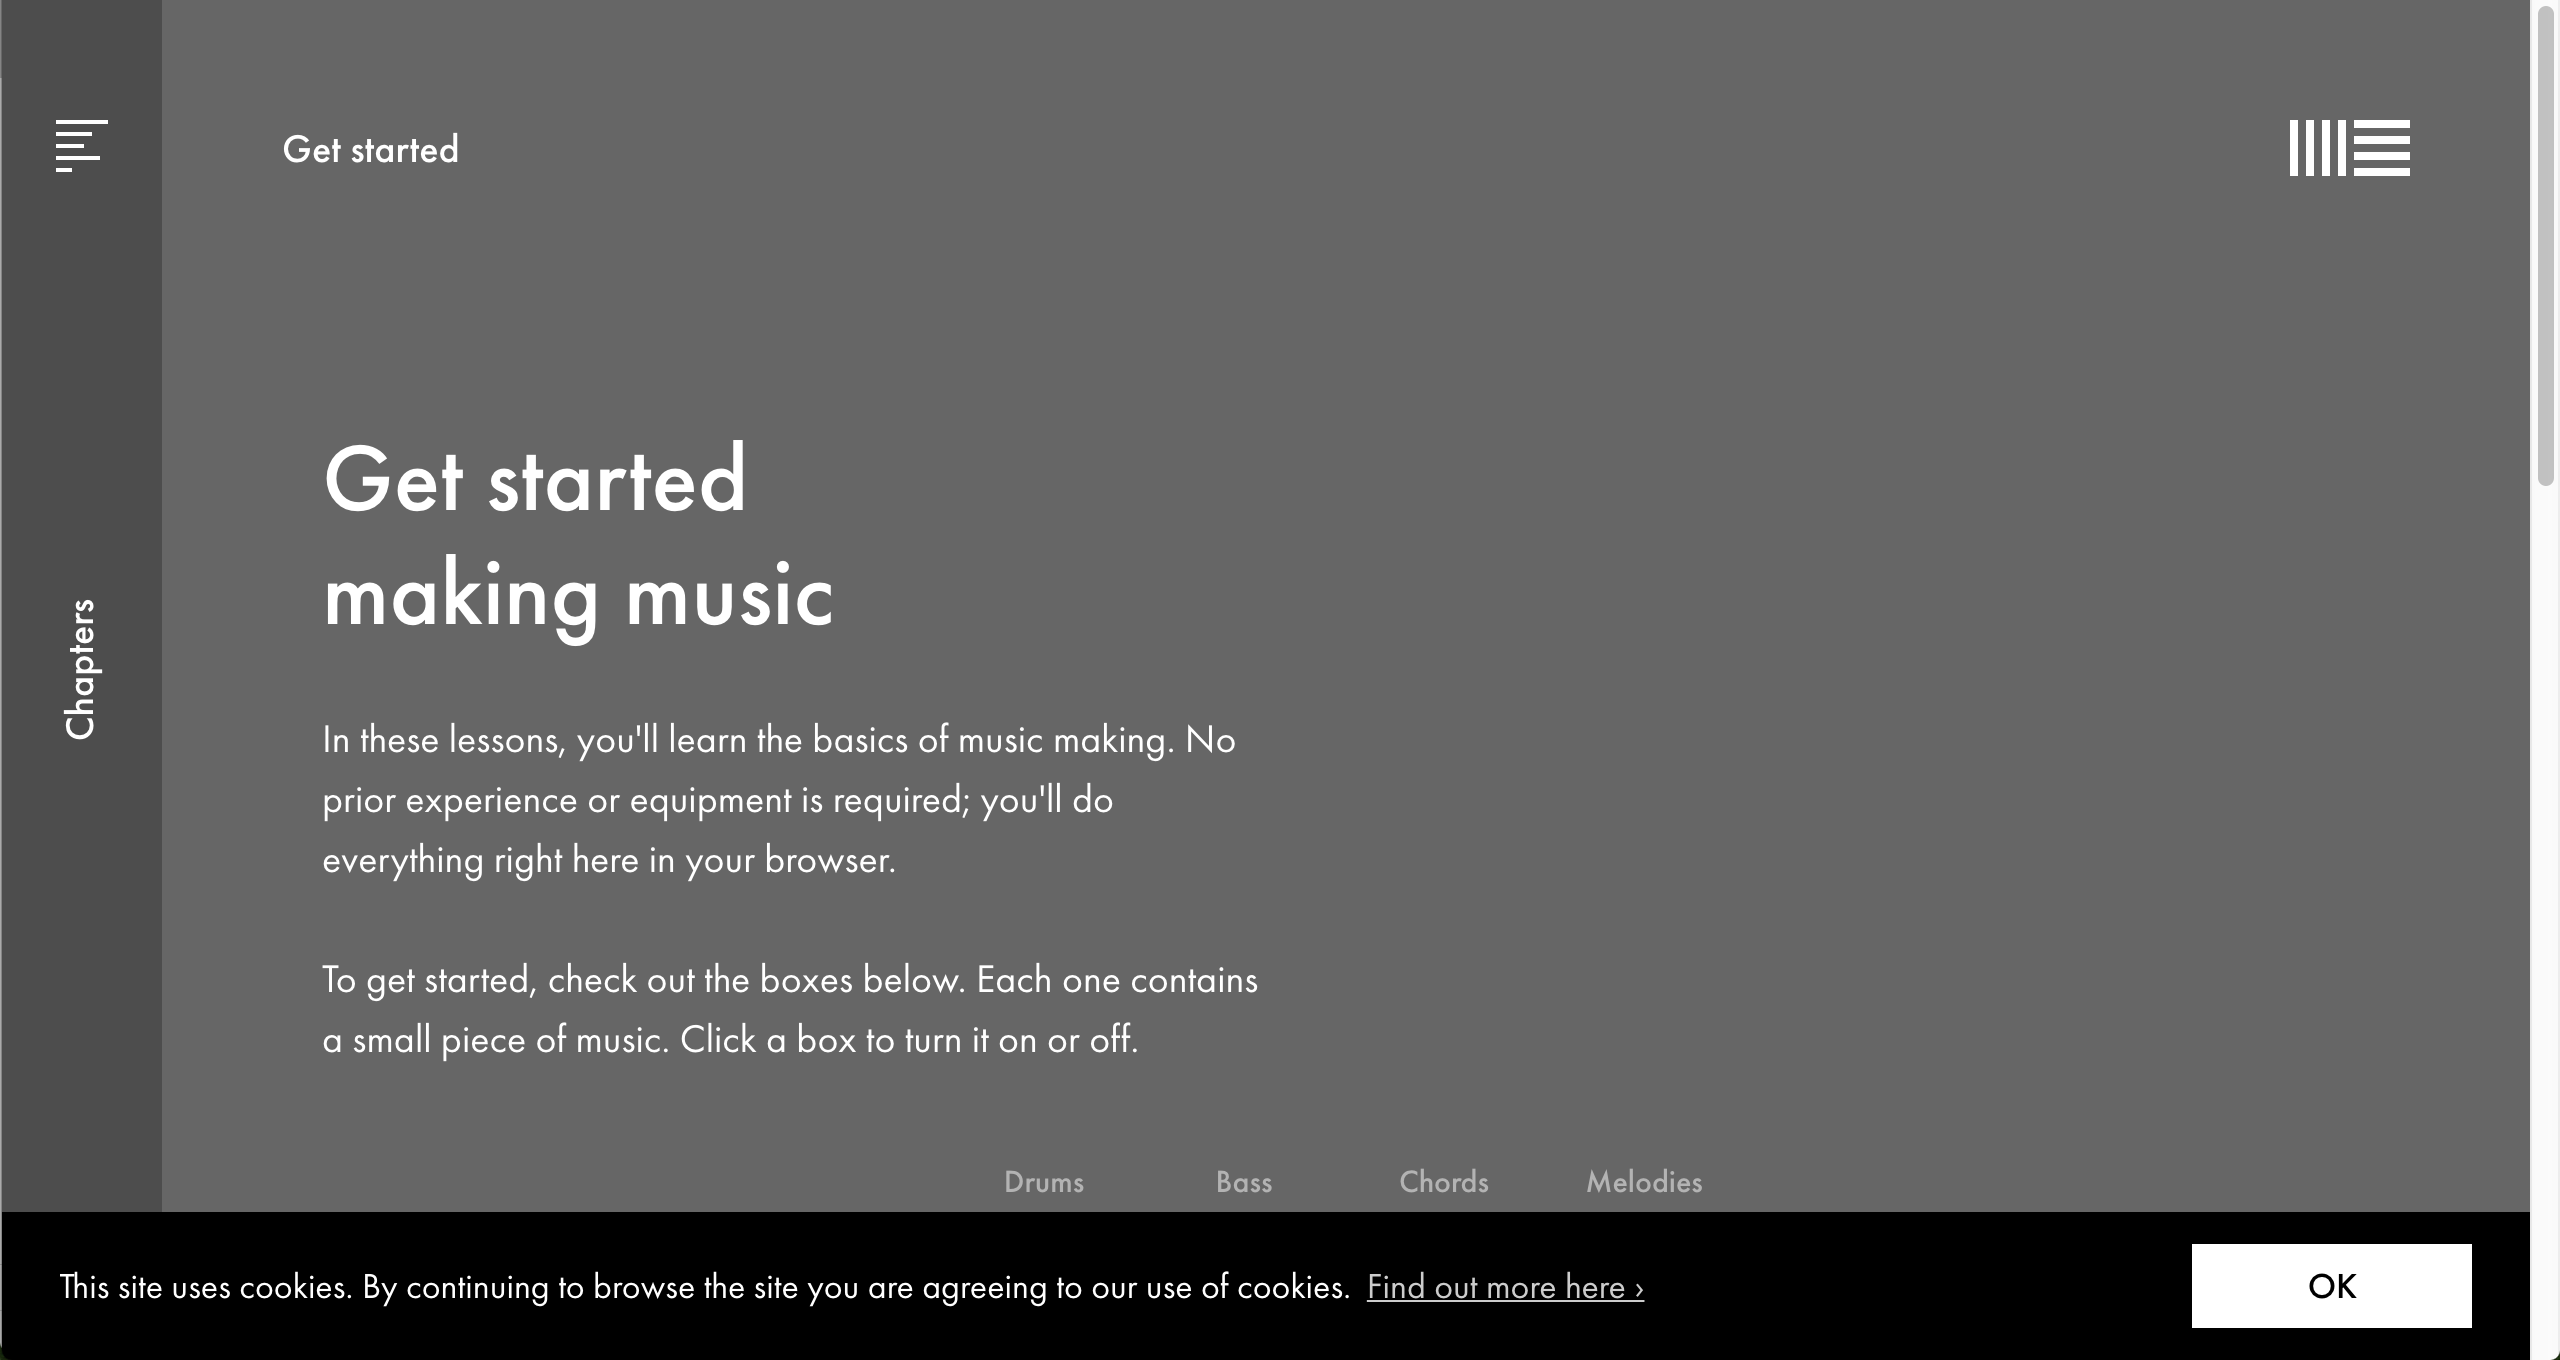 Get started
Chapters
Get started
making music
In these lessons, you'll learn the basics of music making. No
prior experience or equipment is required; you'll do
everything right here in your browser.
To get started, check out the boxes below. Each one contains
a small piece of music. Click a box to turn it on or off.
Drums Bass Chords Melodies
This site uses cookies. By continuing to browse the site you are agreeing to our use of cookies. Find out more here ›
OK